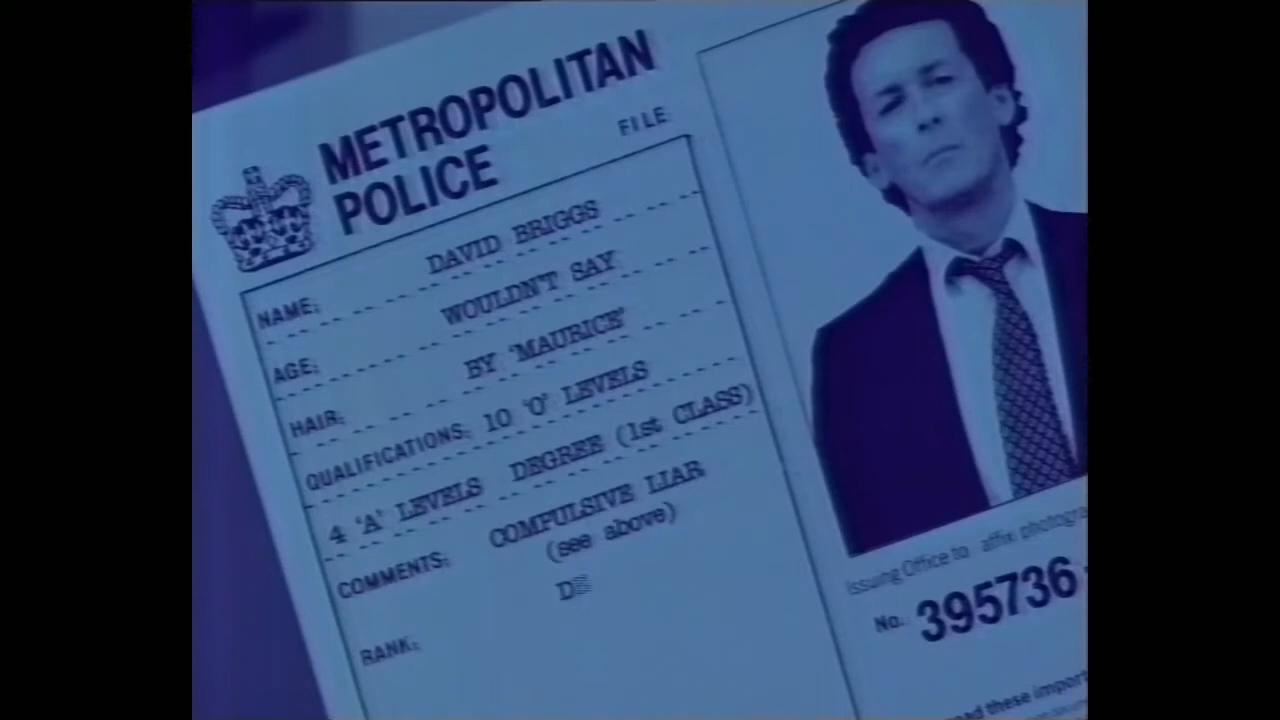 METROPOLITAN
POLICE
FILE
NAME: DAVID BRIGGS
AGE: WOULDN'T SAY
HAIR: BY 'MAURICE'
QUALIFICATIONS: 10 'O' LEVELS
4 'A' LEVELS DEGREE (1st CLASS)
COMMENTS: COMPULSIVE LIAR
(see above)
RANK: D
Issuing Office to affix
No. 395736
these